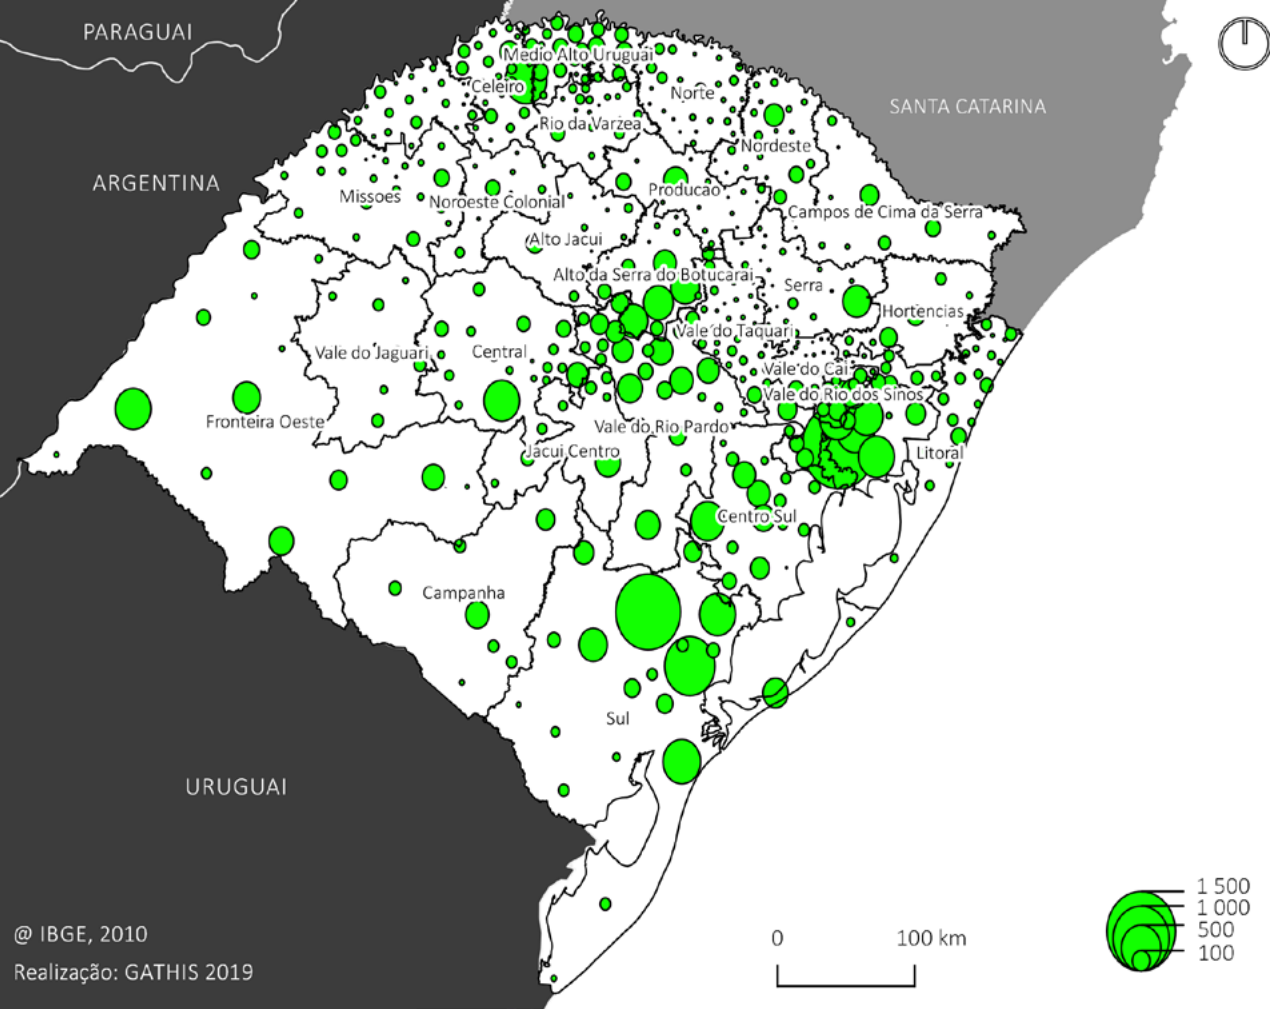 PARAGUAI
SANTA CATARINA
ARGENTINA
URUGUAI
Medio Alto Uruguai
Celeiro
Norte
Rio da Varzea
Nordeste
Missoes
Noroeste Colonial
Producao
Campos de Cima da Serra
Alto Jacui
Alto da Serra do Botucarai
Serra
Hortencias
Vale do Taquari
Vale do Jaguari
Central
Vale do Cai
Vale do Rio dos Sinos
Fronteira Oeste
Vale do Rio Pardo
Jacui Centro
Litoral
Centro Sul
Campanha
Sul
1 500
1 000
500
100
0 100 km
@ IBGE, 2010
Realização: GATHIS 2019